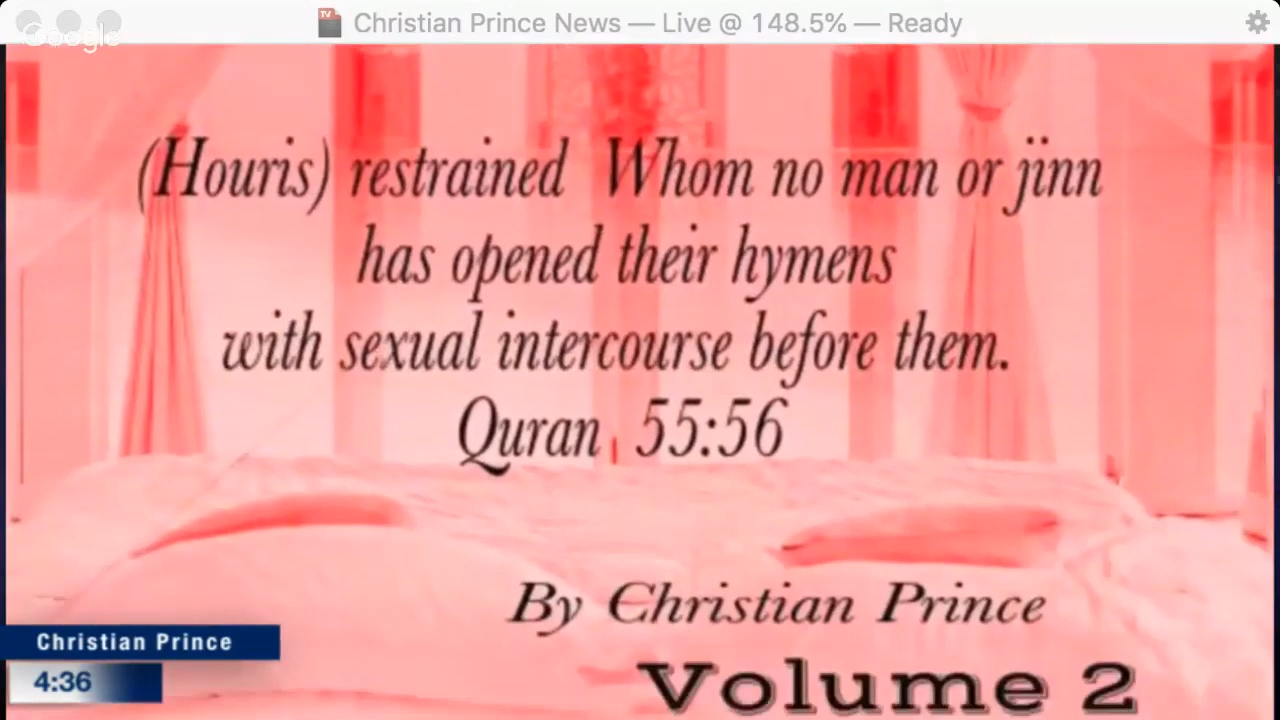 Christian Prince News — Live @ 148.5% — Ready
Google
(Houris) restrained Whom no man or jinn
has opened their hymens
with sexual intercourse before them.
Quran 55:56
By Christian Prince
Volume 2
Christian Prince
4:36